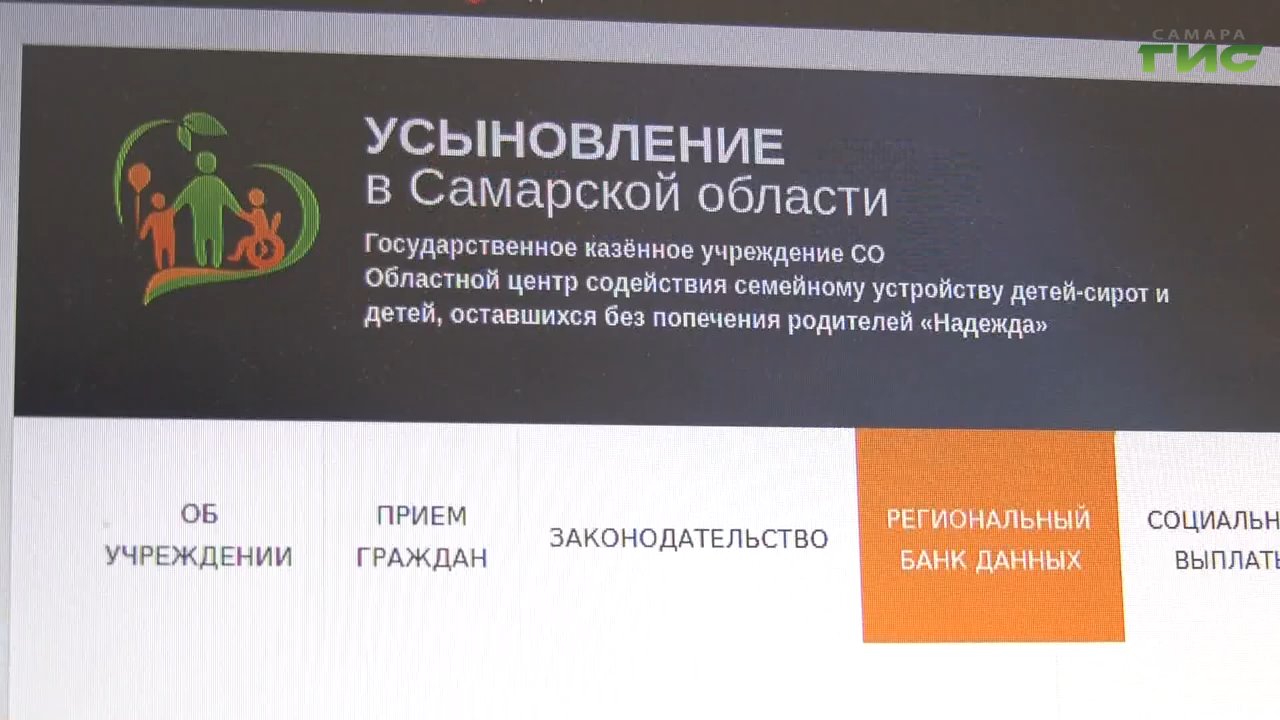 САМАРА
ГИС
УСЫНОВЛЕНИЕ
в Самарской области
Государственное казённое учреждение СО
Областной центр содействия семейному устройству детей-сирот и
детей, оставшихся без попечения родителей «Надежда»
ОБ
УЧРЕЖДЕНИИ
ПРИЕМ
ГРАЖДАН
ЗАКОНОДАТЕЛЬСТВО
РЕГИОНАЛЬНЫЙ
БАНК ДАННЫХ
СОЦИАЛЬН
ВЫПЛАТЫ